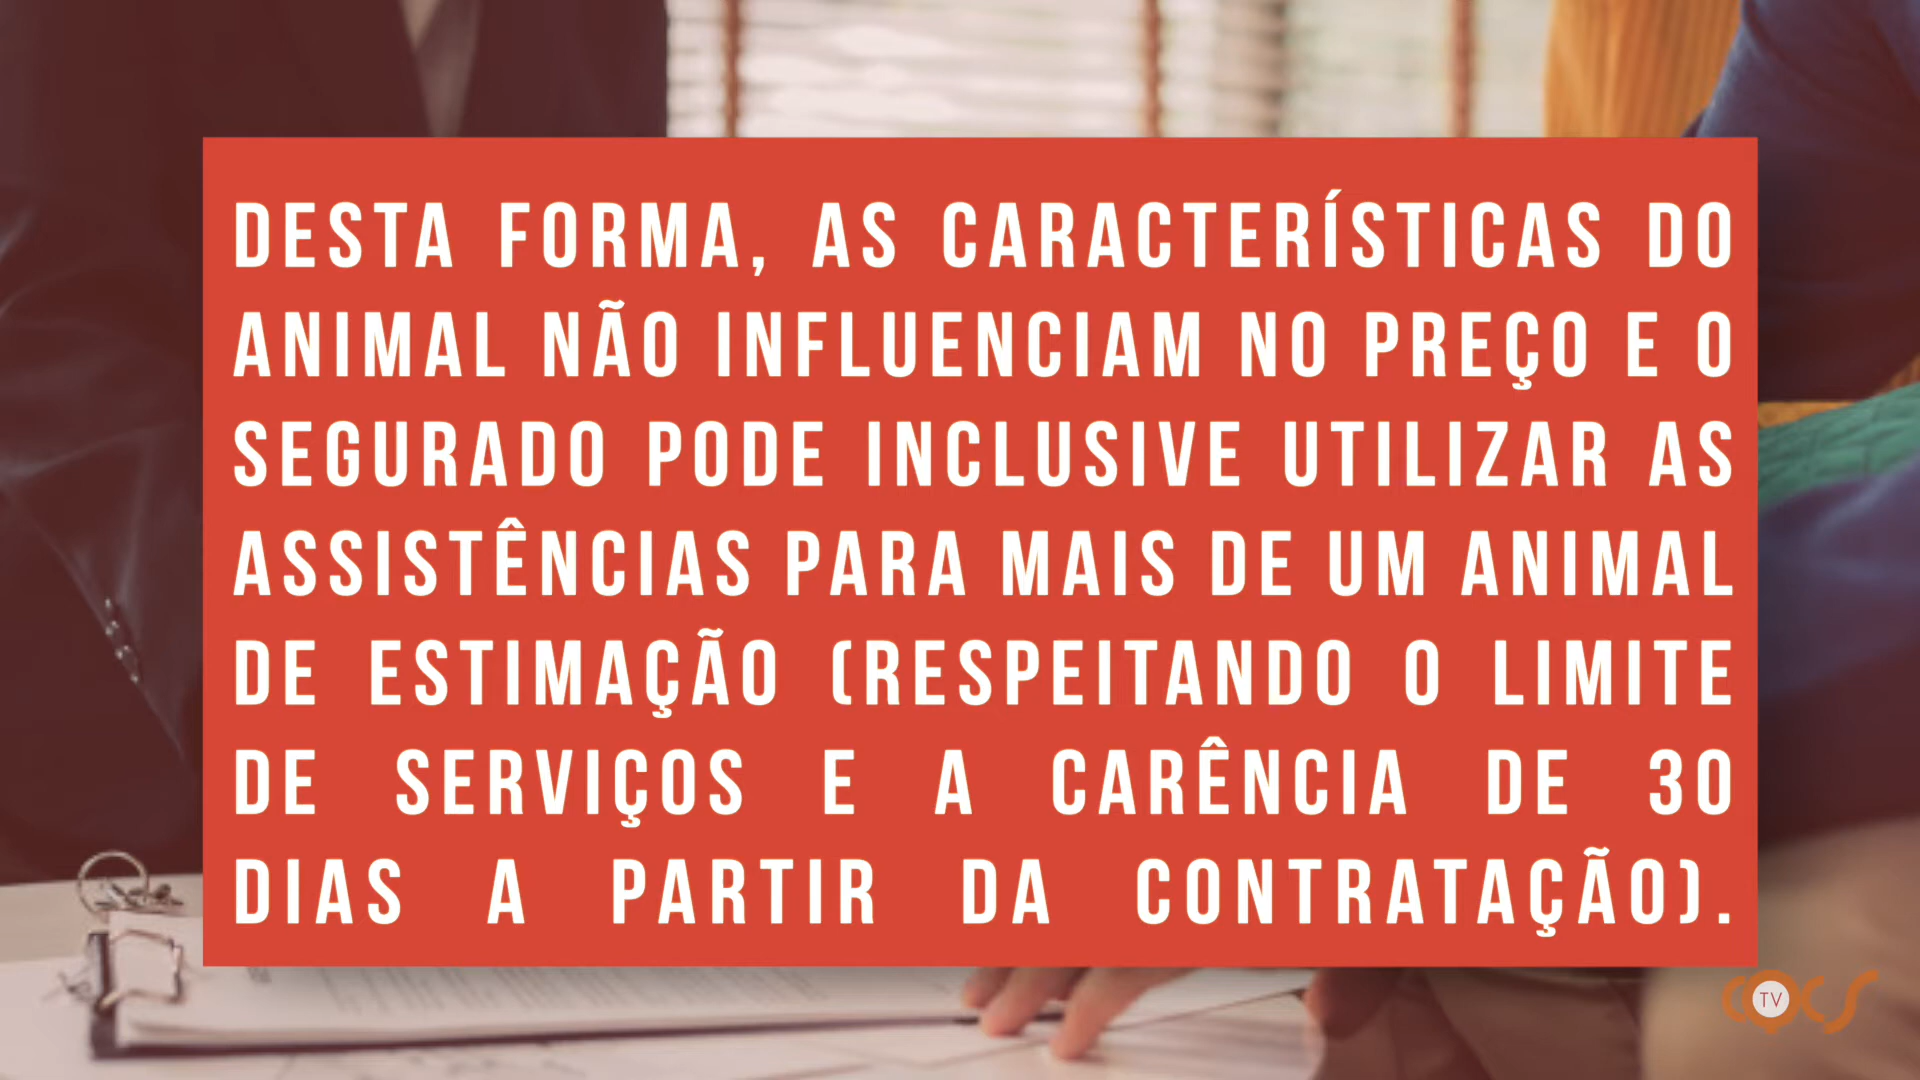 DESTA FORMA, AS CARACTERÍSTICAS DO
ANIMAL NÃO INFLUENCIAM NO PREÇO E O
SEGURADO PODE INCLUSIVE UTILIZAR AS
ASSISTÊNCIAS PARA MAIS DE UM ANIMAL
DE ESTIMAÇÃO (RESPEITANDO O LIMITE
DE SERVIÇOS E A CARÊNCIA DE 30
DIAS A PARTIR DA CONTRATAÇÃO).
TV